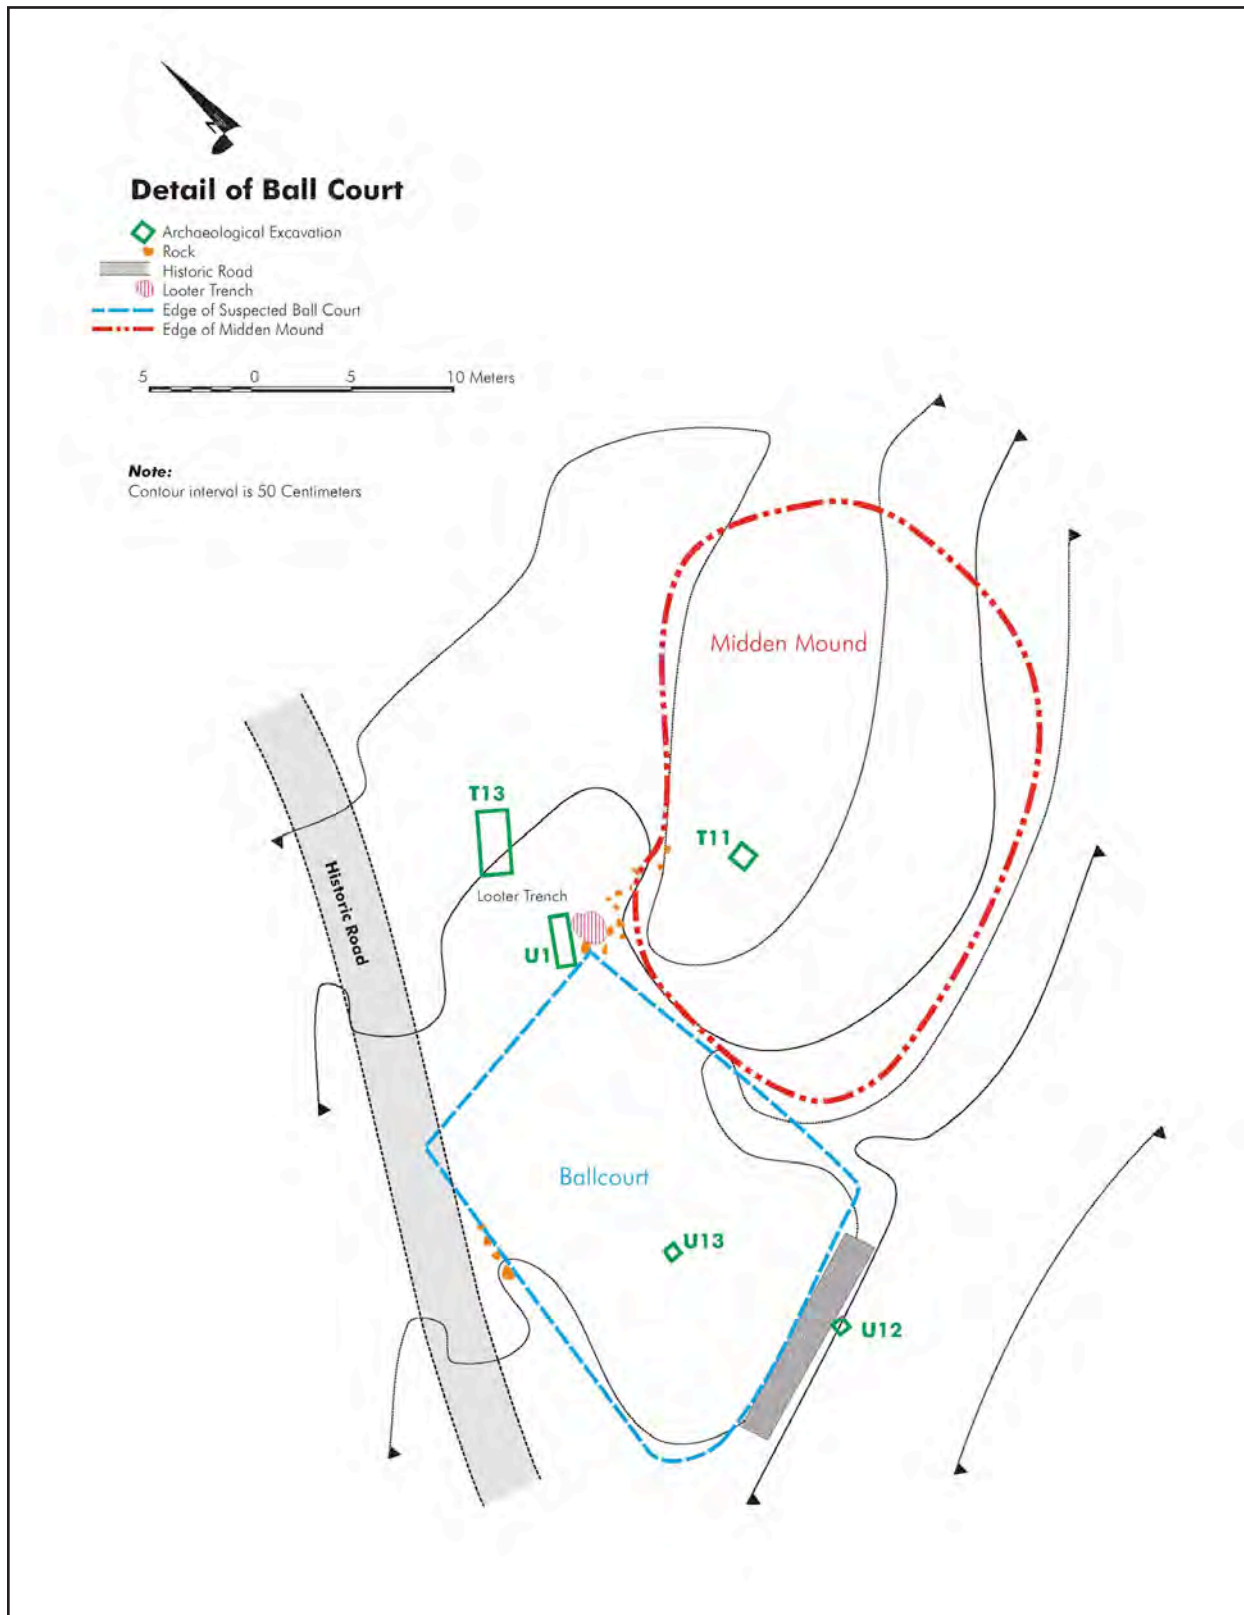 N
Detail of Ball Court
Archaeological Excavation
Rock
Historic Road
Looter Trench
Edge of Suspected Ball Court
Edge of Midden Mound
5 0 5 10 Meters
Note:
Contour interval is 50 Centimeters
Midden Mound
T13
T11
Historic Road
Looter Trench
U1
Ballcourt
U13
U12